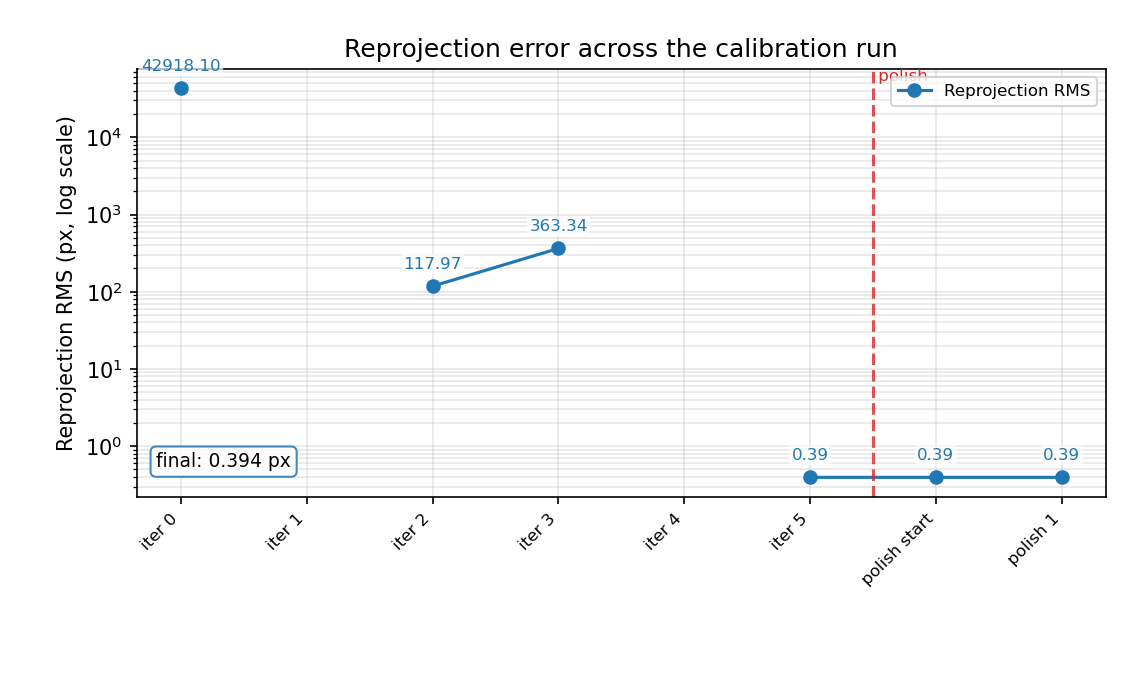 Reprojection error across the calibration run
42918.10
polish
Reprojection RMS
Reprojection RMS (px, log scale)
10⁴
10³
10²
10¹
10⁰
363.34
117.97
0.39
0.39
0.39
final: 0.394 px
iter 0
iter 1
iter 2
iter 3
iter 4
iter 5
polish start
polish 1